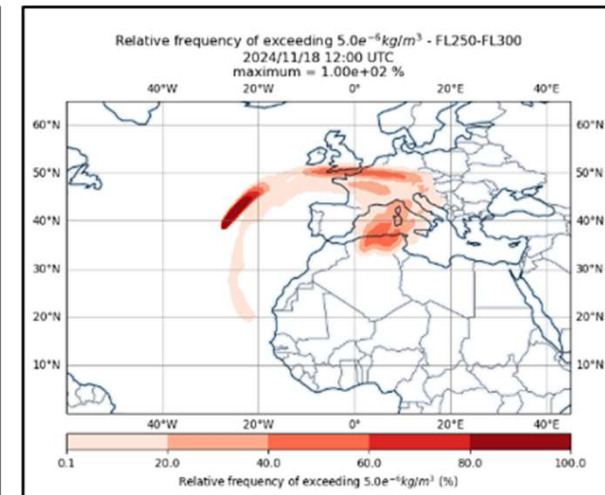 Relative frequency of exceeding 5.0e⁻⁶kg/m³ - FL250-FL300
2024/11/18 12:00 UTC
maximum = 1.00e+02 %
40°W 20°W 0° 20°E 40°E
60°N 60°N
50°N 50°N
40°N 40°N
30°N 30°N
20°N 20°N
10°N 10°N
40°W 20°W 0° 20°E 40°E
0.1 20.0 40.0 60.0 80.0 100.0
Relative frequency of exceeding 5.0e⁻⁶kg/m³ (%)